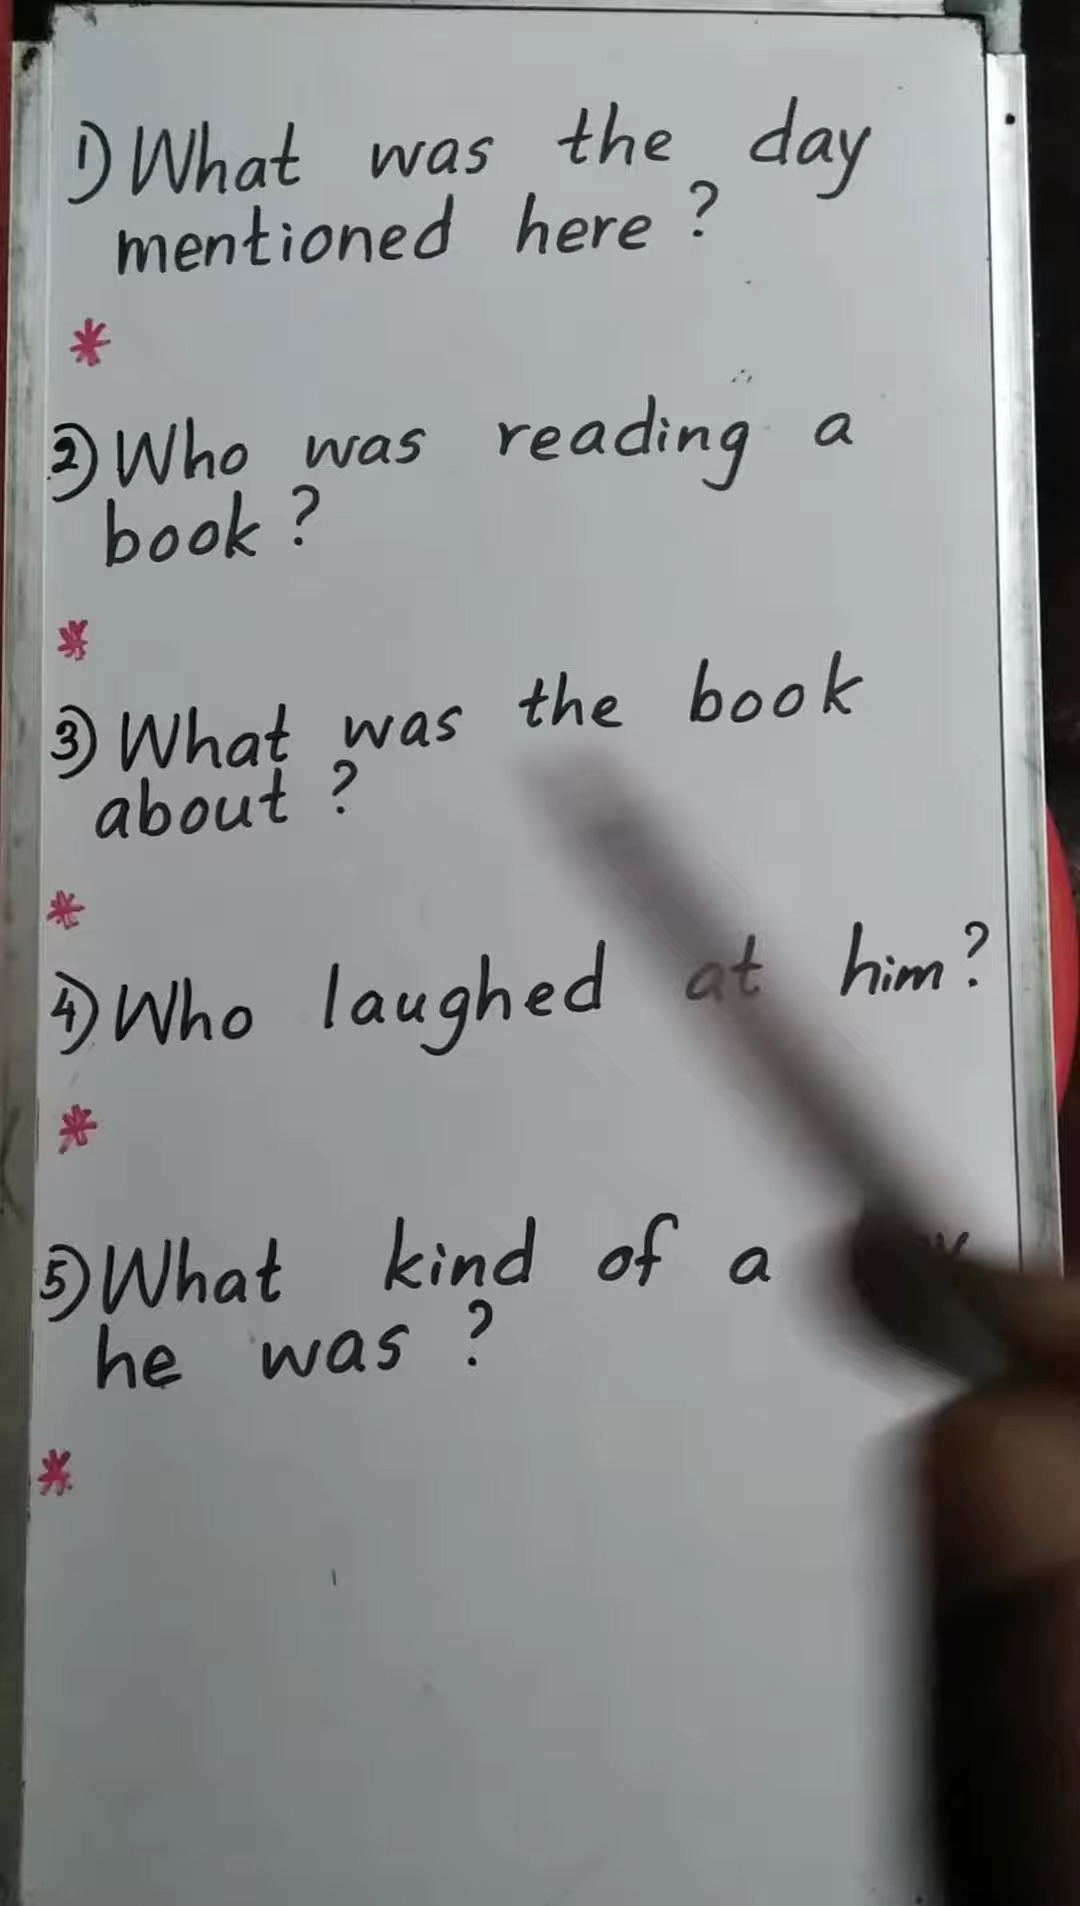 1) What was the day
mentioned here ?
*
2) Who was reading a
book ?
*
3) What was the book
about ?
*
4) Who laughed at him ?
*
5) What kind of a
he was ?
*